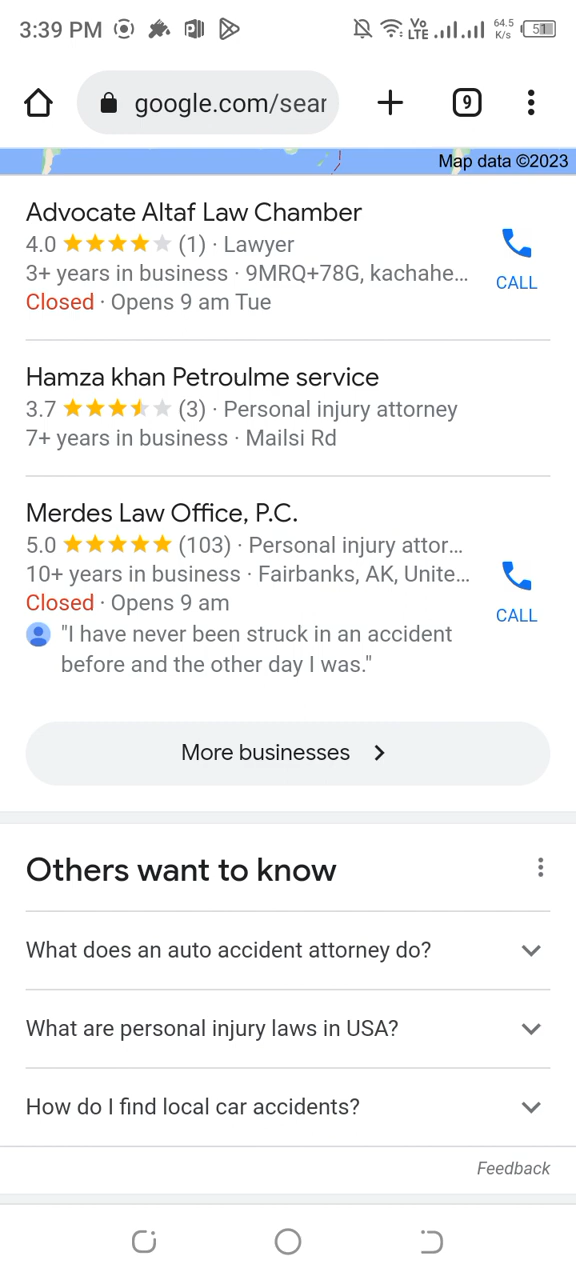 3:39 PM
Vo LTE
64.5 K/s
51
google.com/sear
9
Map data ©2023
Advocate Altaf Law Chamber
4.0 (1) · Lawyer
3+ years in business · 9MRQ+78G, kachahe...
Closed · Opens 9 am Tue
CALL
Hamza khan Petroulme service
3.7 (3) · Personal injury attorney
7+ years in business · Mailsi Rd
Merdes Law Office, P.C.
5.0 (103) · Personal injury attor...
10+ years in business · Fairbanks, AK, Unite...
Closed · Opens 9 am
CALL
"I have never been struck in an accident
before and the other day I was."
More businesses
Others want to know
What does an auto accident attorney do?
What are personal injury laws in USA?
How do I find local car accidents?
Feedback